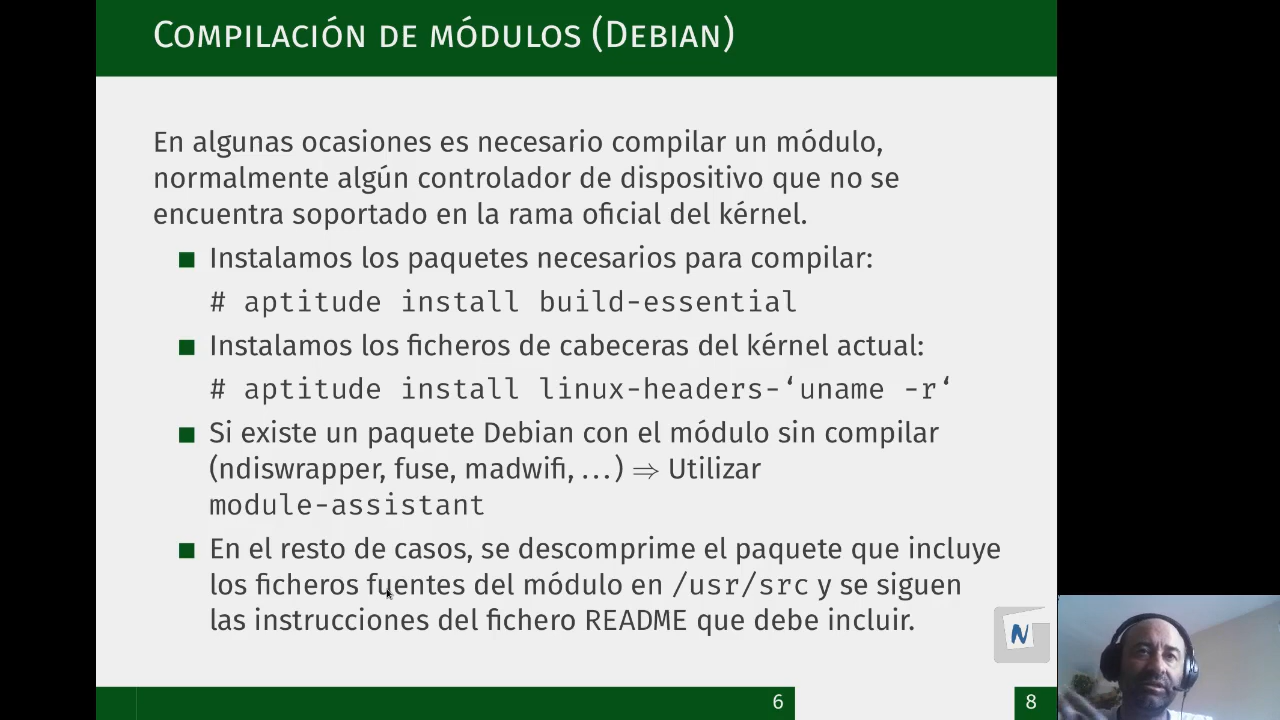 Compilación de módulos (Debian)
En algunas ocasiones es necesario compilar un módulo,
normalmente algún controlador de dispositivo que no se
encuentra soportado en la rama oficial del kérnel.
Instalamos los paquetes necesarios para compilar:
# aptitude install build-essential
Instalamos los ficheros de cabeceras del kérnel actual:
# aptitude install linux-headers-‘uname -r‘
Si existe un paquete Debian con el módulo sin compilar
(ndiswrapper, fuse, madwifi, ...) ⇒ Utilizar
module-assistant
En el resto de casos, se descomprime el paquete que incluye
los ficheros fuentes del módulo en /usr/src y se siguen
las instrucciones del fichero README que debe incluir.
N
6
8